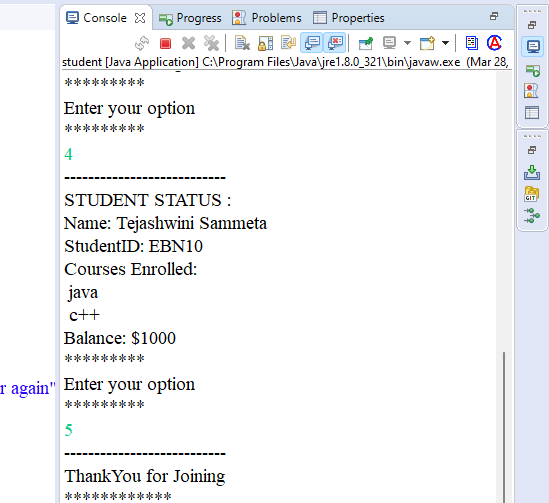 Console Progress Problems Properties
student [Java Application] C:\Program Files\Java\jre1.8.0_321\bin\javaw.exe (Mar 28,
*********
Enter your option
*********
4
---------------------------
STUDENT STATUS :
Name: Tejashwini Sammeta
StudentID: EBN10
Courses Enrolled:
java
c++
Balance: $1000
*********
r again"
Enter your option
*********
5
---------------------------
ThankYou for Joining
************
GIT